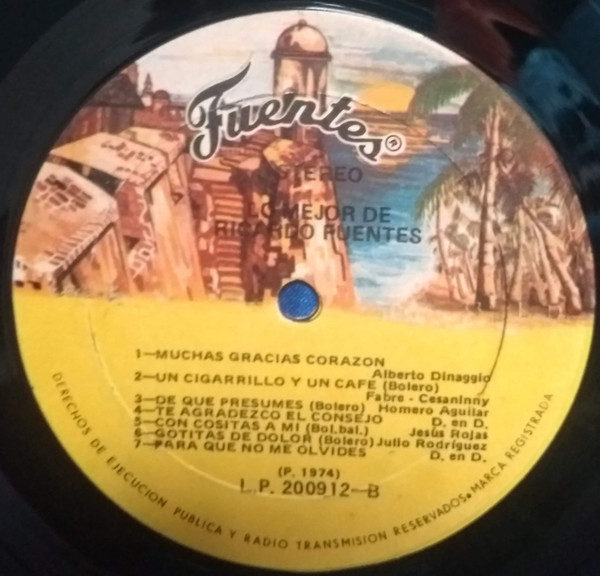 Fuentes®
STEREO
LO MEJOR DE
RICARDO FUENTES
1—MUCHAS GRACIAS CORAZON
Alberto Dinaggio
2—UN CIGARRILLO Y UN CAFE (Bolero)
Fabre - CesanInny
3—DE QUE PRESUMES (Bolero) Homero Aguilar
4—TE AGRADEZCO EL CONSEJO D. en D.
5—CON COSITAS A MI (Bol.bal.) Jesús Rojas
6—GOTITAS DE DOLOR (Bolero) Julio Rodríguez
7—PARA QUE NO ME OLVIDES D. en D.
(P. 1974)
L.P. 200912—B
DERECHOS DE EJECUCION PUBLICA Y RADIO TRANSMISION RESERVADOS. MARCA REGISTRADA